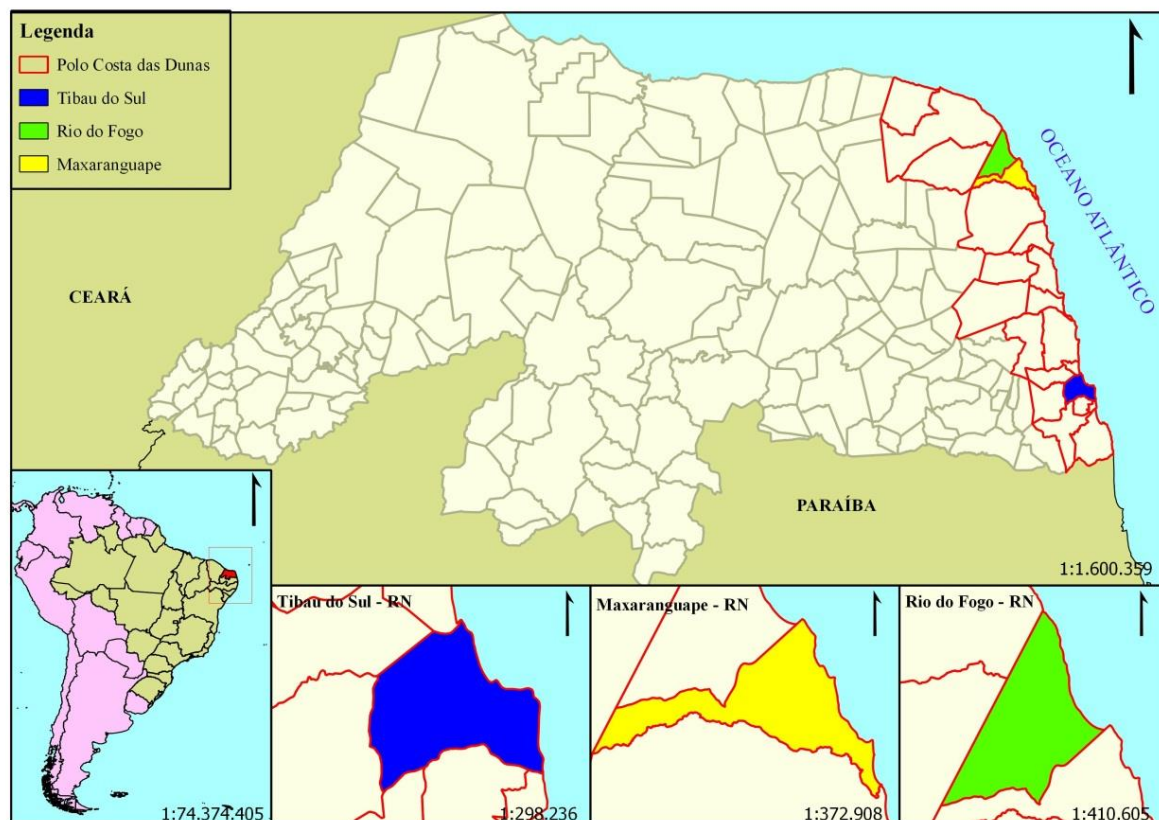 Legenda
Polo Costa das Dunas
Tibau do Sul
Rio do Fogo
Maxaranguape
OCEANO ATLÂNTICO
CEARÁ
PARAÍBA
1:1.600.359
1:74.374.405
Tibau do Sul - RN
1:298.236
Maxaranguape - RN
1:372.908
Rio do Fogo - RN
1:410.605